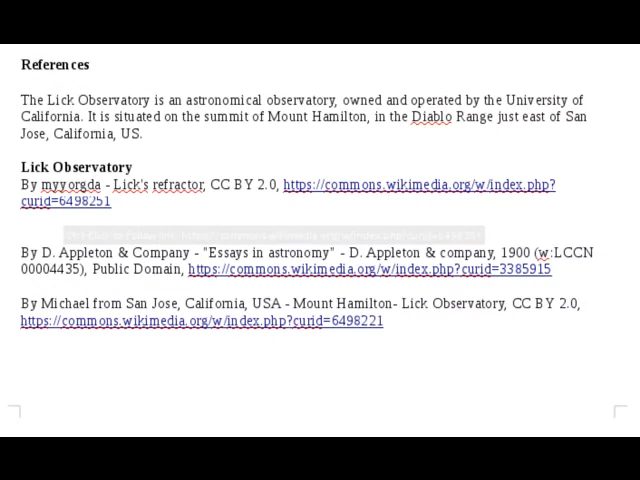 References
The Lick Observatory is an astronomical observatory, owned and operated by the University of
California. It is situated on the summit of Mount Hamilton, in the Diablo Range just east of San
Jose, California, US.
Lick Observatory
By myyorgda - Lick's refractor, CC BY 2.0, https://commons.wikimedia.org/w/index.php?
curid=6498251
By D. Appleton & Company - "Essays in astronomy" - D. Appleton & company, 1900 (w:LCCN
00004435), Public Domain, https://commons.wikimedia.org/w/index.php?curid=3385915
By Michael from San Jose, California, USA - Mount Hamilton- Lick Observatory, CC BY 2.0,
https://commons.wikimedia.org/w/index.php?curid=6498221